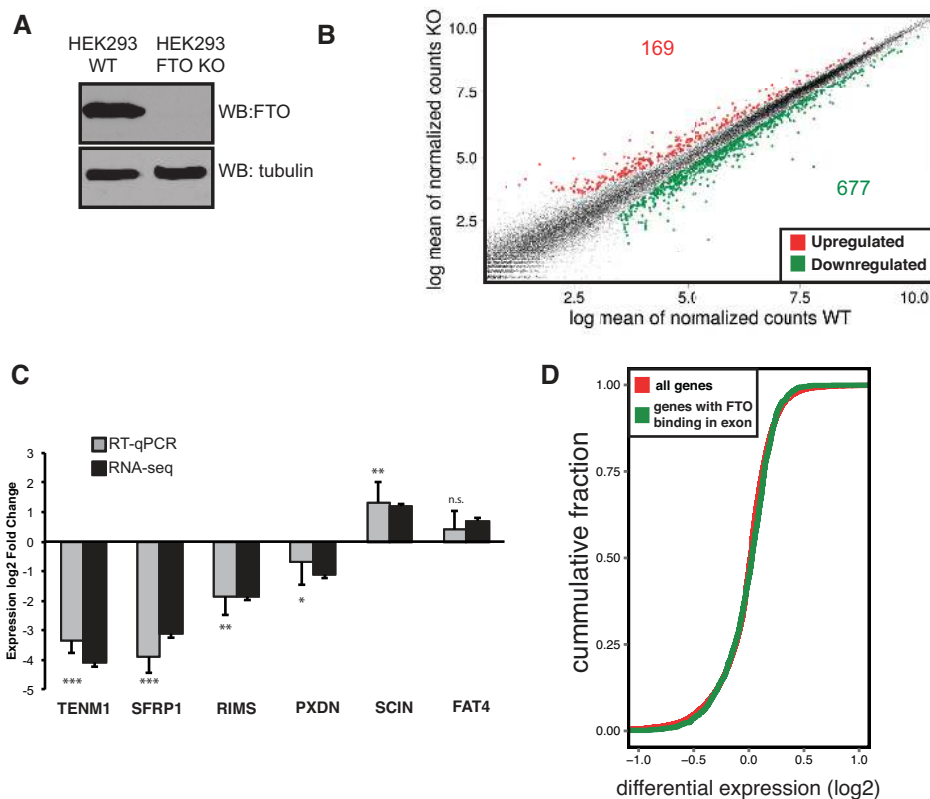 A
HEK293
WT
HEK293
FTO KO
WB:FTO
WB: tubulin
B
log mean of normalized counts KO
10.0
7.5
5.0
2.5
169
677
Upregulated
Downregulated
2.5
5.0
7.5
10.0
log mean of normalized counts WT
C
RT-qPCR
RNA-seq
Expression log2 Fold Change
3
2
1
0
-1
-2
-3
-4
-5
***
***
**
*
**
n.s.
TENM1
SFRP1
RIMS
PXDN
SCIN
FAT4
D
all genes
genes with FTO
binding in exon
cummulative fraction
1.00
0.75
0.50
0.25
0.00
−1.0
−0.5
0.0
0.5
1.0
differential expression (log2)